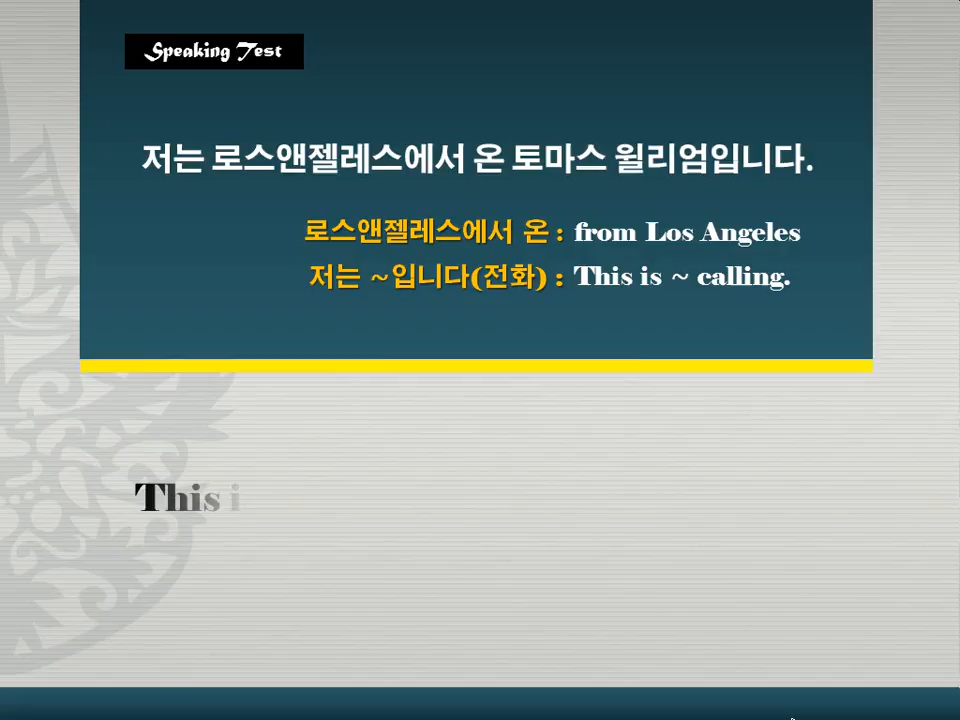 Speaking Test
저는 로스앤젤레스에서 온 토마스 윌리엄입니다.
로스앤젤레스에서 온 : from Los Angeles
저는 ~입니다(전화) : This is ~ calling.
This i